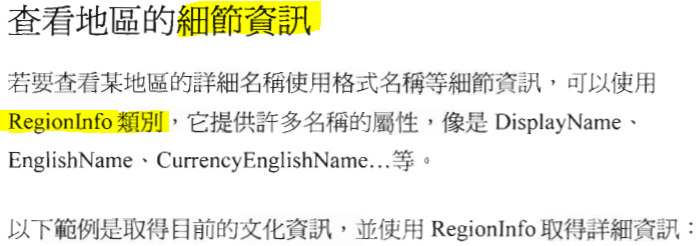 查看地區的細節資訊
若要查看某地區的詳細名稱使用格式名稱等細節資訊，可以使用
RegionInfo 類別，它提供許多名稱的屬性，像是 DisplayName、
EnglishName、CurrencyEnglishName…等。
以下範例是取得目前的文化資訊，並使用 RegionInfo 取得詳細資訊：